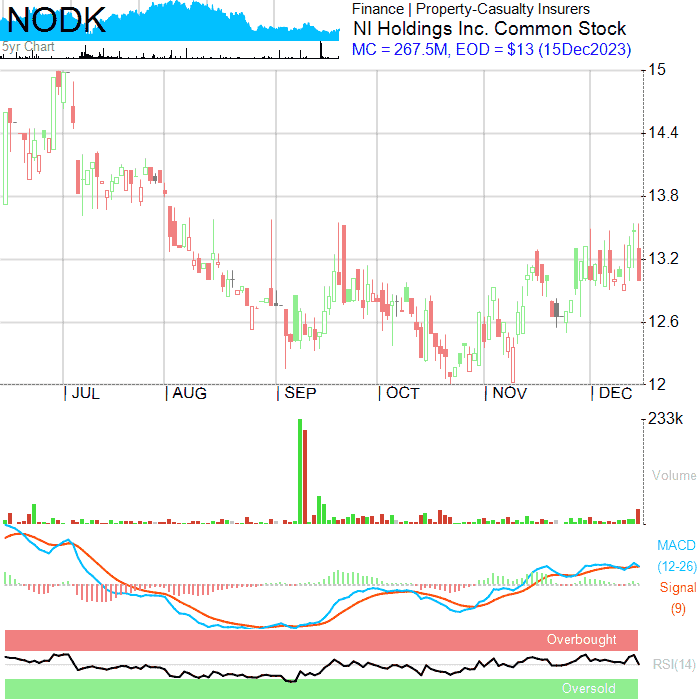 NODK
5yr Chart
Finance | Property-Casualty Insurers
NI Holdings Inc. Common Stock
MC = 267.5M, EOD = $13 (15Dec2023)
15
14.4
13.8
13.2
12.6
12
JUL
AUG
SEP
OCT
NOV
DEC
233k
Volume
MACD
(12-26)
Signal
(9)
Overbought
RSI(14)
Oversold